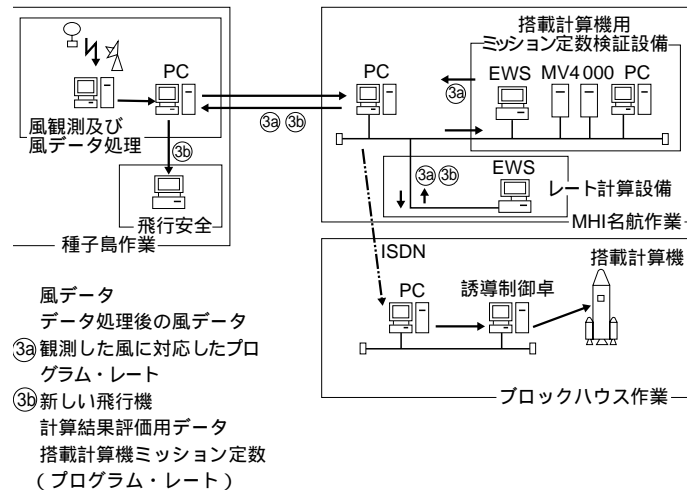 搭載計算機用
ミッション定数検証設備
PC
PC
EWS
MV4000
PC
3a
風観測及び
風データ処理
3a 3b
3b
3a 3b
EWS
レート計算設備
飛行安全
種子島作業
MHI名航作業
ISDN
搭載計算機
PC
誘導制御卓
ブロックハウス作業
風データ
データ処理後の風データ
3a 観測した風に対応したプロ
グラム・レート
3b 新しい飛行機
計算結果評価用データ
搭載計算機ミッション定数
(プログラム・レート)